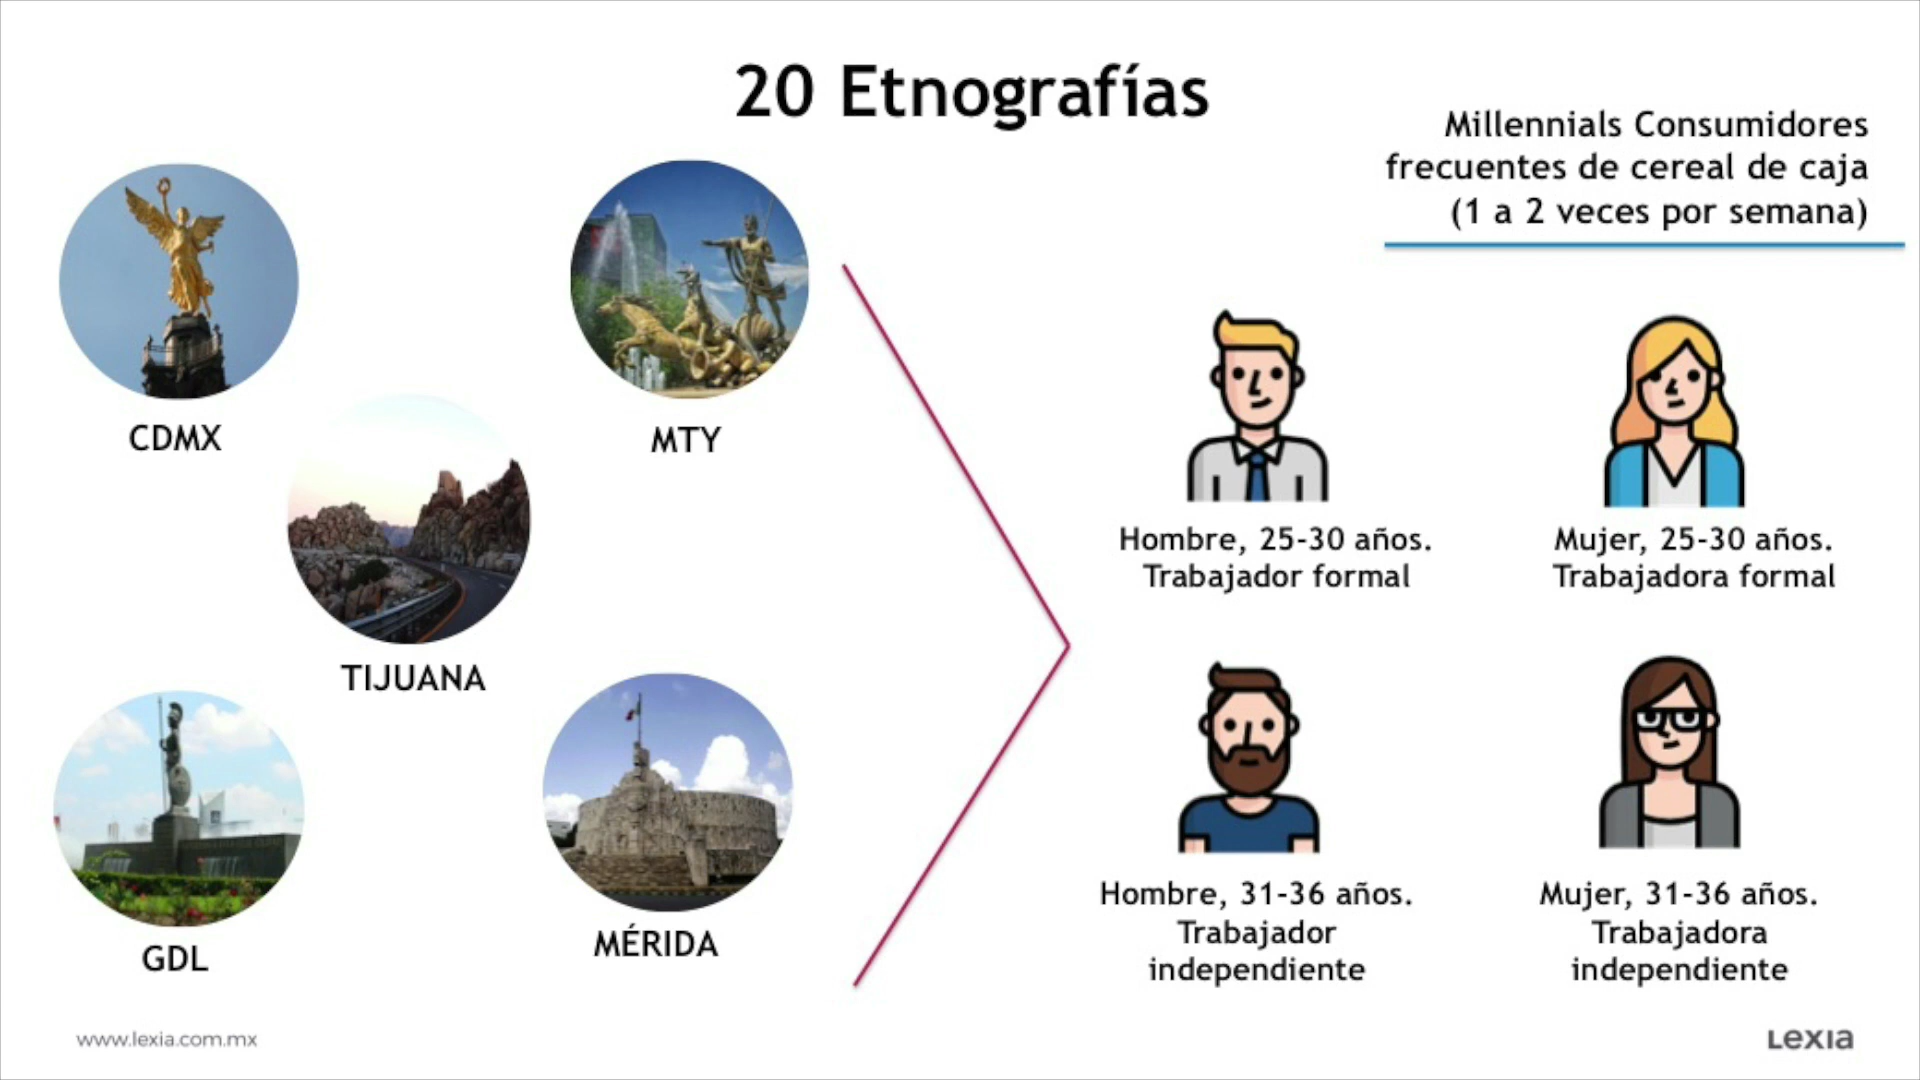 20 Etnografías
Millennials Consumidores
frecuentes de cereal de caja
(1 a 2 veces por semana)
CDMX
MTY
TIJUANA
GDL
MÉRIDA
Hombre, 25-30 años.
Trabajador formal
Mujer, 25-30 años.
Trabajadora formal
Hombre, 31-36 años.
Trabajador
independiente
Mujer, 31-36 años.
Trabajadora
independiente
www.lexia.com.mx
Lexia